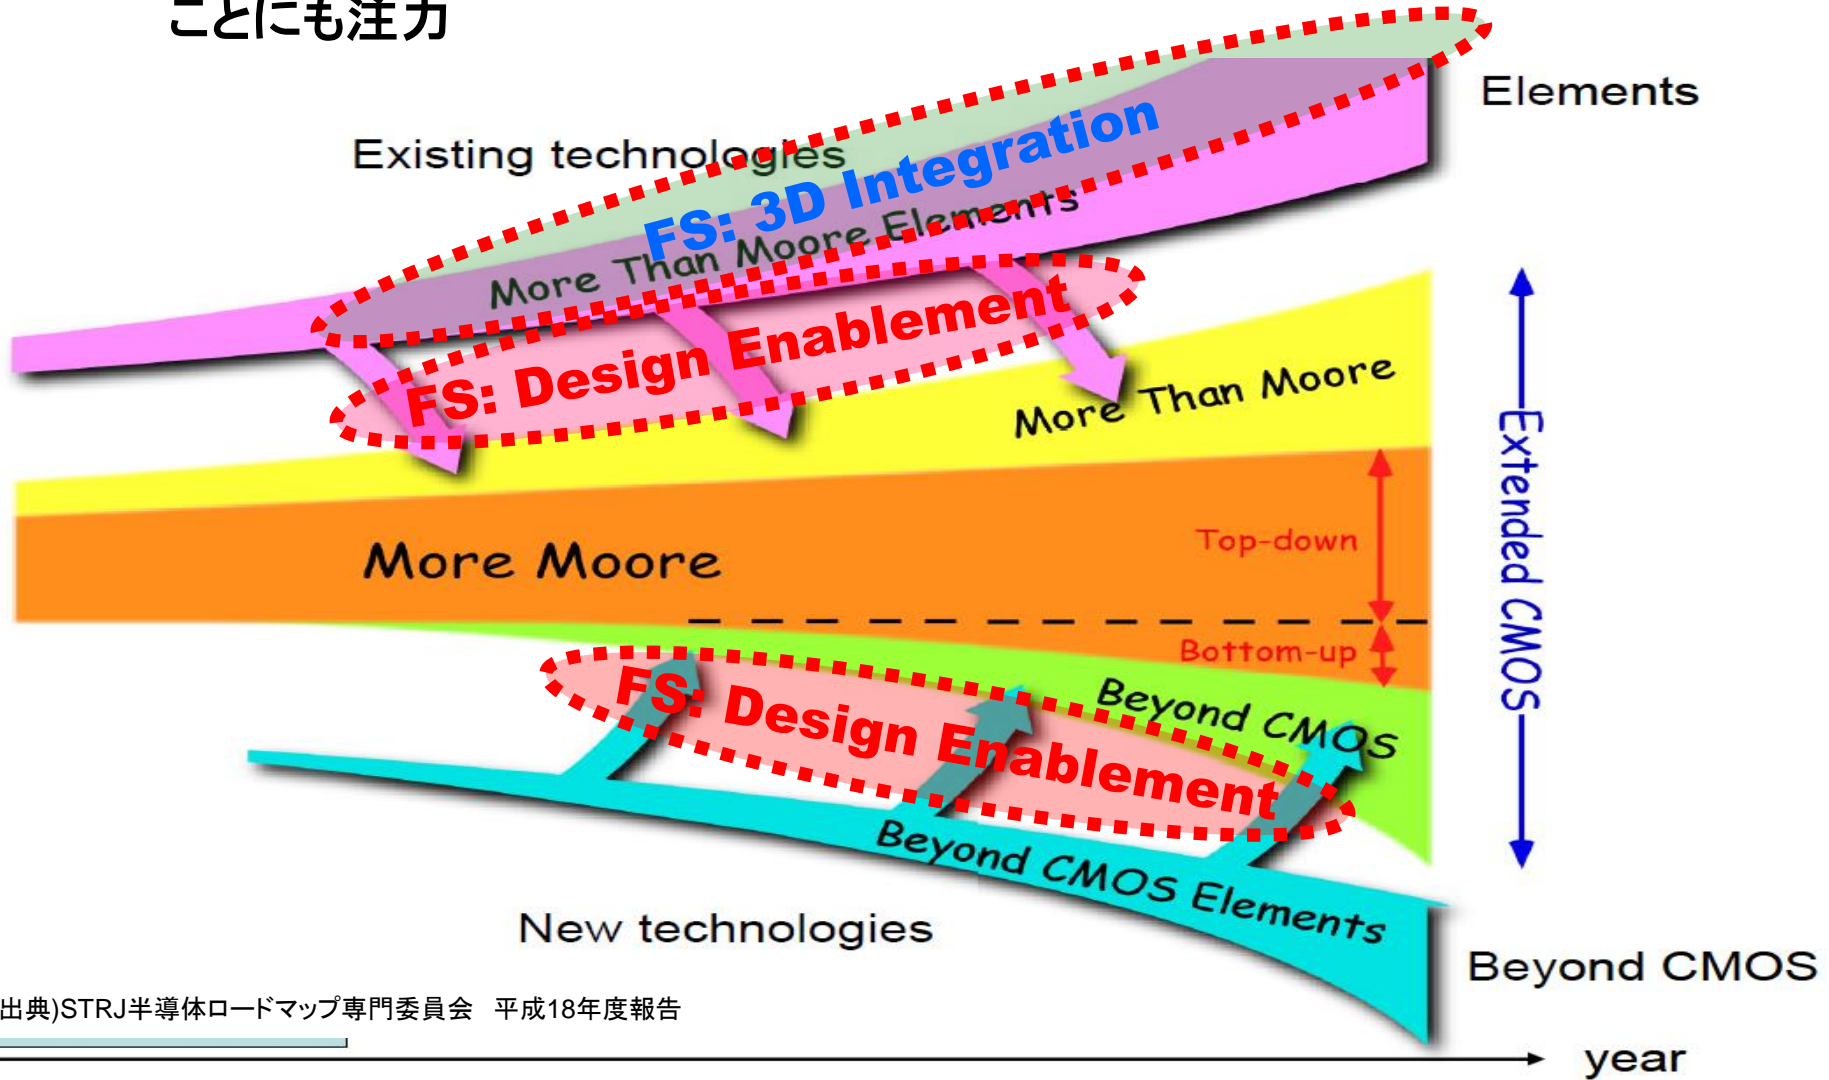 ことにも注力
Elements
Existing technologies
FS: 3D Integration
More Than Moore Elements
FS: Design Enablement
More Than Moore
Extended CMOS
Top-down
More Moore
Bottom-up
FS: Design Enablement
Beyond CMOS
Beyond CMOS Elements
New technologies
Beyond CMOS
出典)STRJ半導体ロードマップ専門委員会 平成18年度報告
year